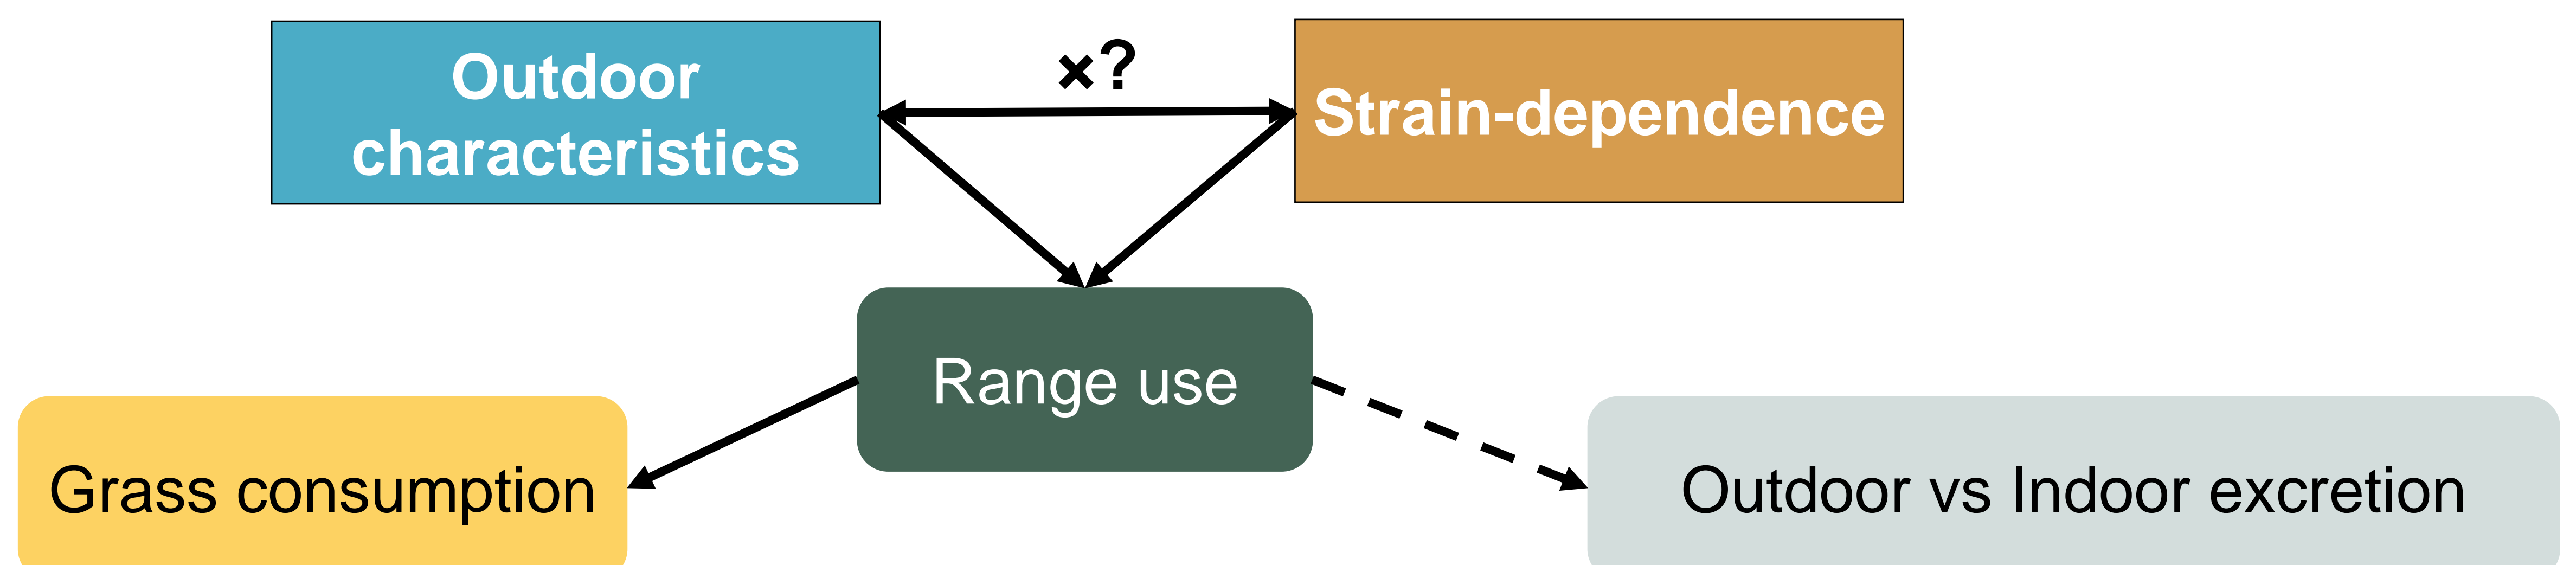 Outdoor
characteristics
×?
Strain-dependence
Range use
Grass consumption
Outdoor vs Indoor excretion